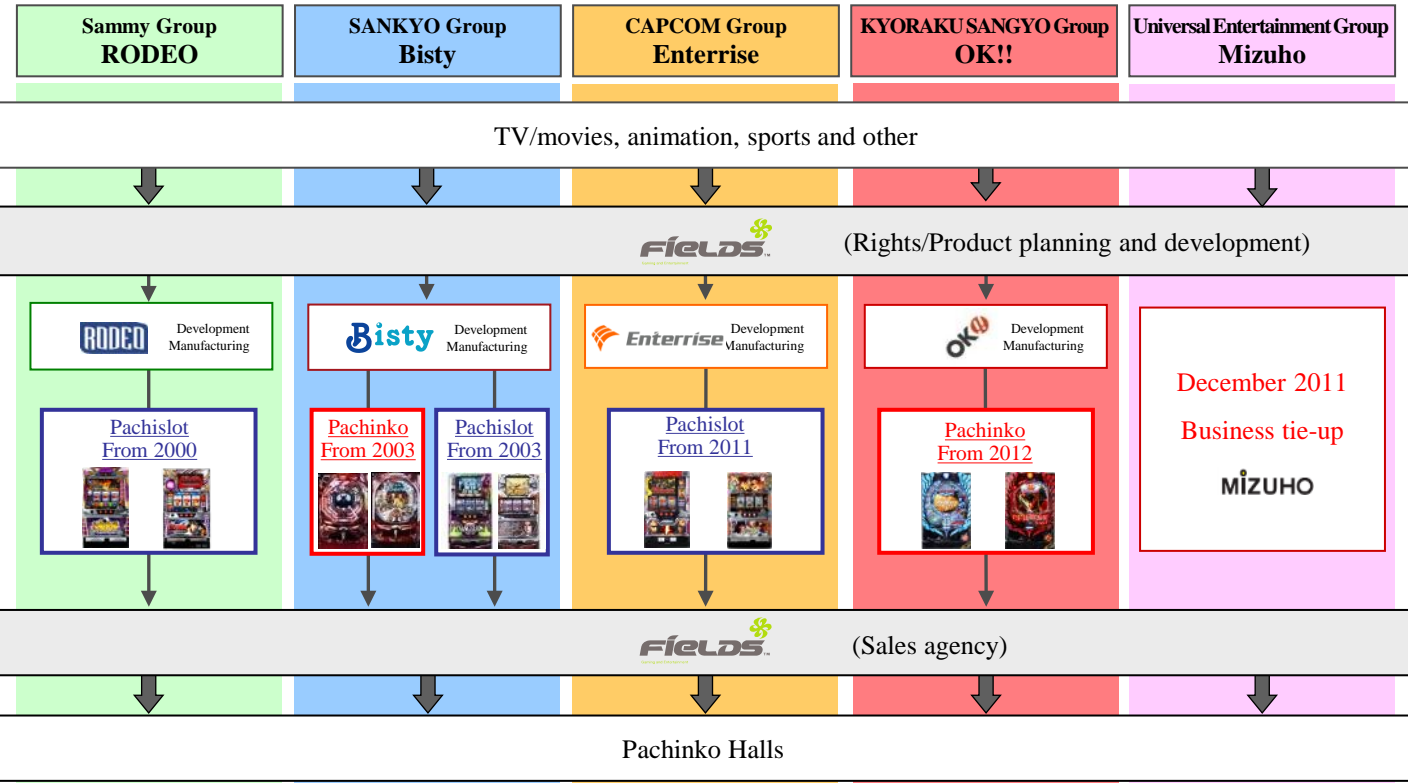 Sammy Group
RODEO
SANKYO Group
Bisty
CAPCOM Group
Enterrise
KYORAKU SANGYO Group
OK!!
Universal Entertainment Group
Mizuho
TV/movies, animation, sports and other
FIELDS
(Rights/Product planning and development)
RODEO
Development
Manufacturing
Bisty
Development
Manufacturing
Enterrise
Development
Manufacturing
OK
Development
Manufacturing
Pachislot
From 2000
Pachinko
From 2003
Pachislot
From 2003
Pachislot
From 2011
Pachinko
From 2012
December 2011
Business tie-up
MIZUHO
FIELDS
(Sales agency)
Pachinko Halls